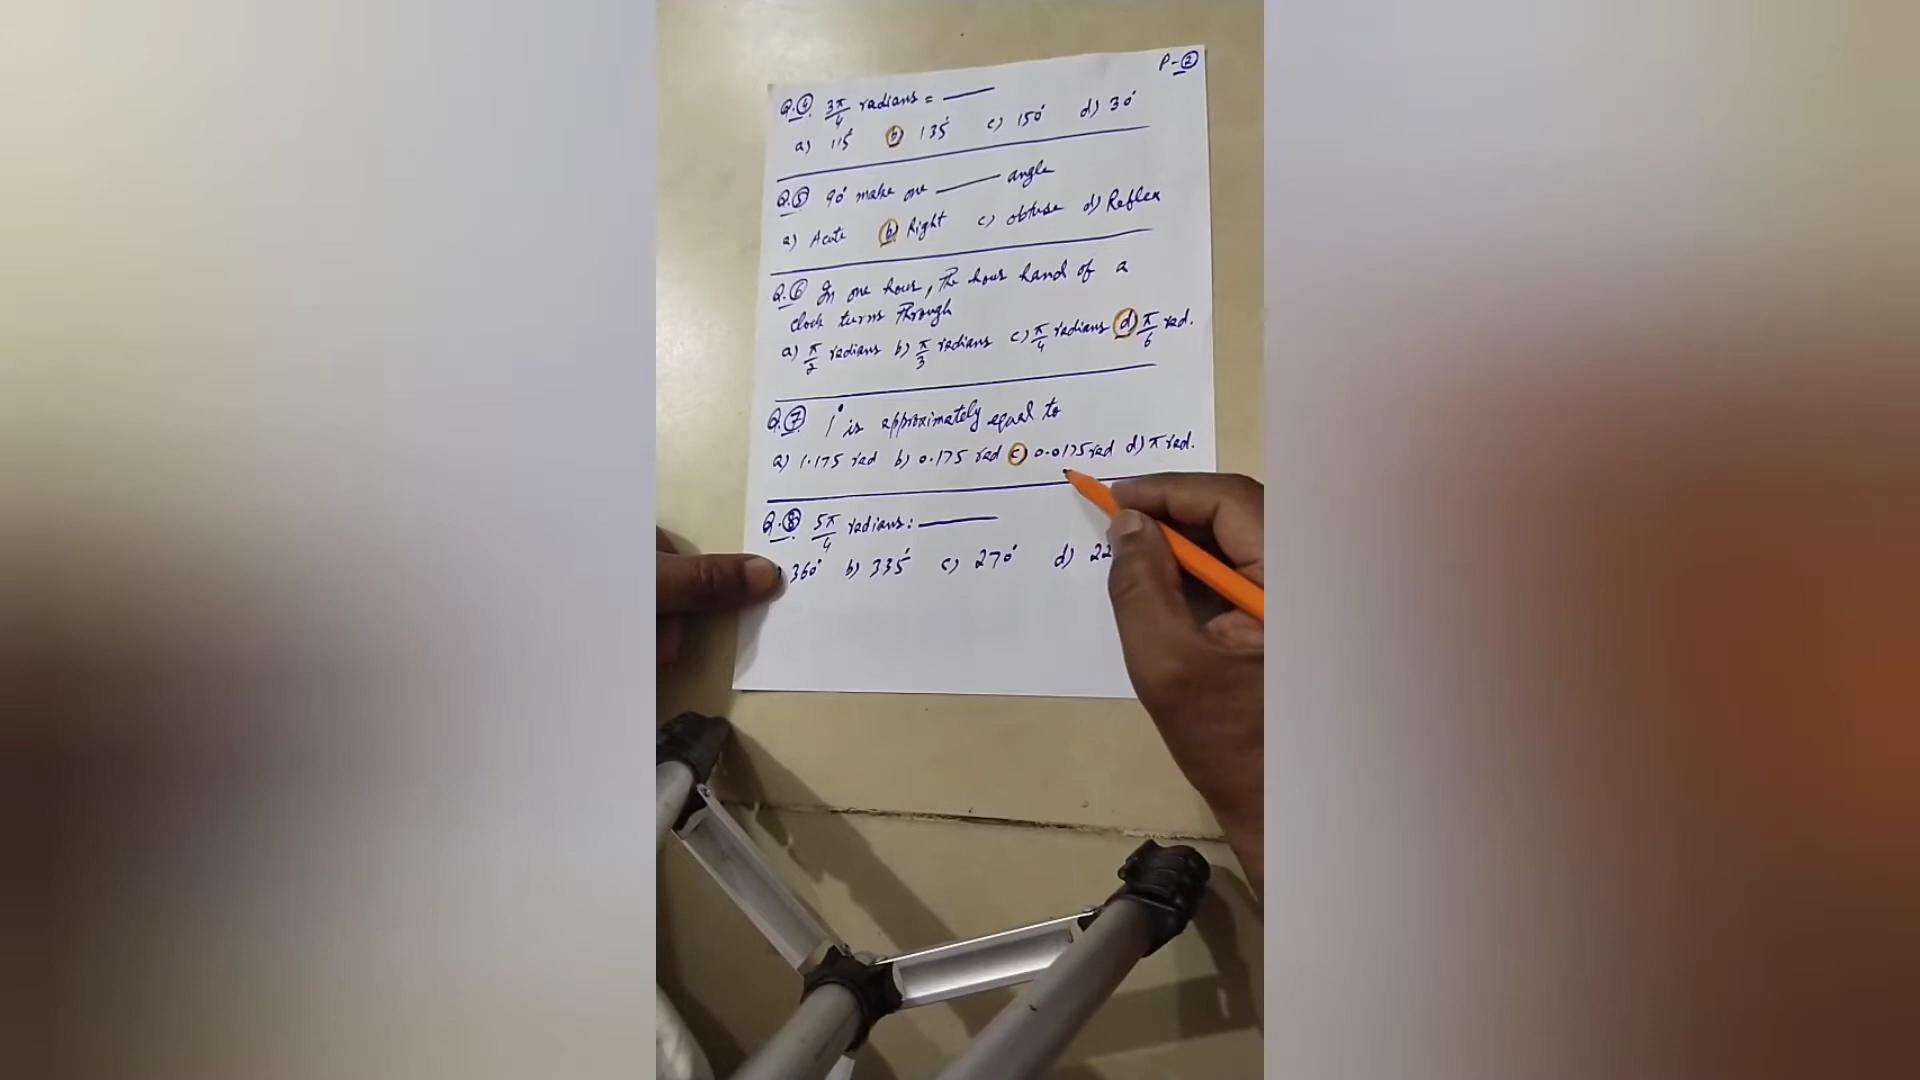 P-②
Q.④ 3π/4 radians = ____
a) 115° b) 135° c) 150° d) 30°
Q.⑤ 90° make one ____ angle
a) Acute b) Right c) obtuse d) Reflex
Q.⑥ In one hour, The hour hand of a
clock turns Through
a) π/2 radians b) π/3 radians c) π/4 radians d) π/6 rad.
Q.⑦ 1° is approximately equal to
a) 1.175 rad b) 0.175 rad c) 0.0175 rad d) π rad.
Q.⑧ 5π/4 radians: ____
360° b) 335° c) 270° d) 22